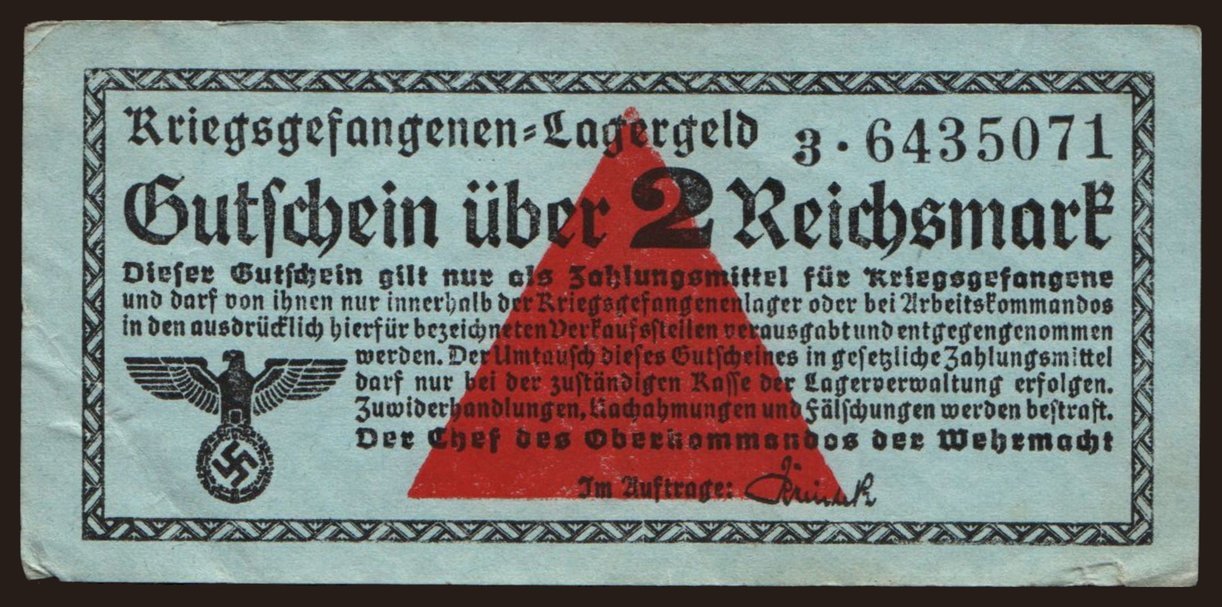 Kriegsgefangenen-Lagergeld 3·6435071
Gutschein über 2 Reichsmark
Dieser Gutschein gilt nur als Zahlungsmittel für Kriegsgefangene
und darf von ihnen nur innerhalb der Kriegsgefangenenlager oder bei Arbeitskommandos
in den ausdrücklich hierfür bezeichneten Verkaufsstellen verausgabt und entgegengenommen
werden. Der Umtausch dieses Gutscheines in gesetzliche Zahlungsmittel
darf nur bei der zuständigen Kasse der Lagerverwaltung erfolgen.
Zuwiderhandlungen, Nachahmungen und Fälschungen werden bestraft.
Der Chef des Oberkommandos der Wehrmacht
Im Auftrage: